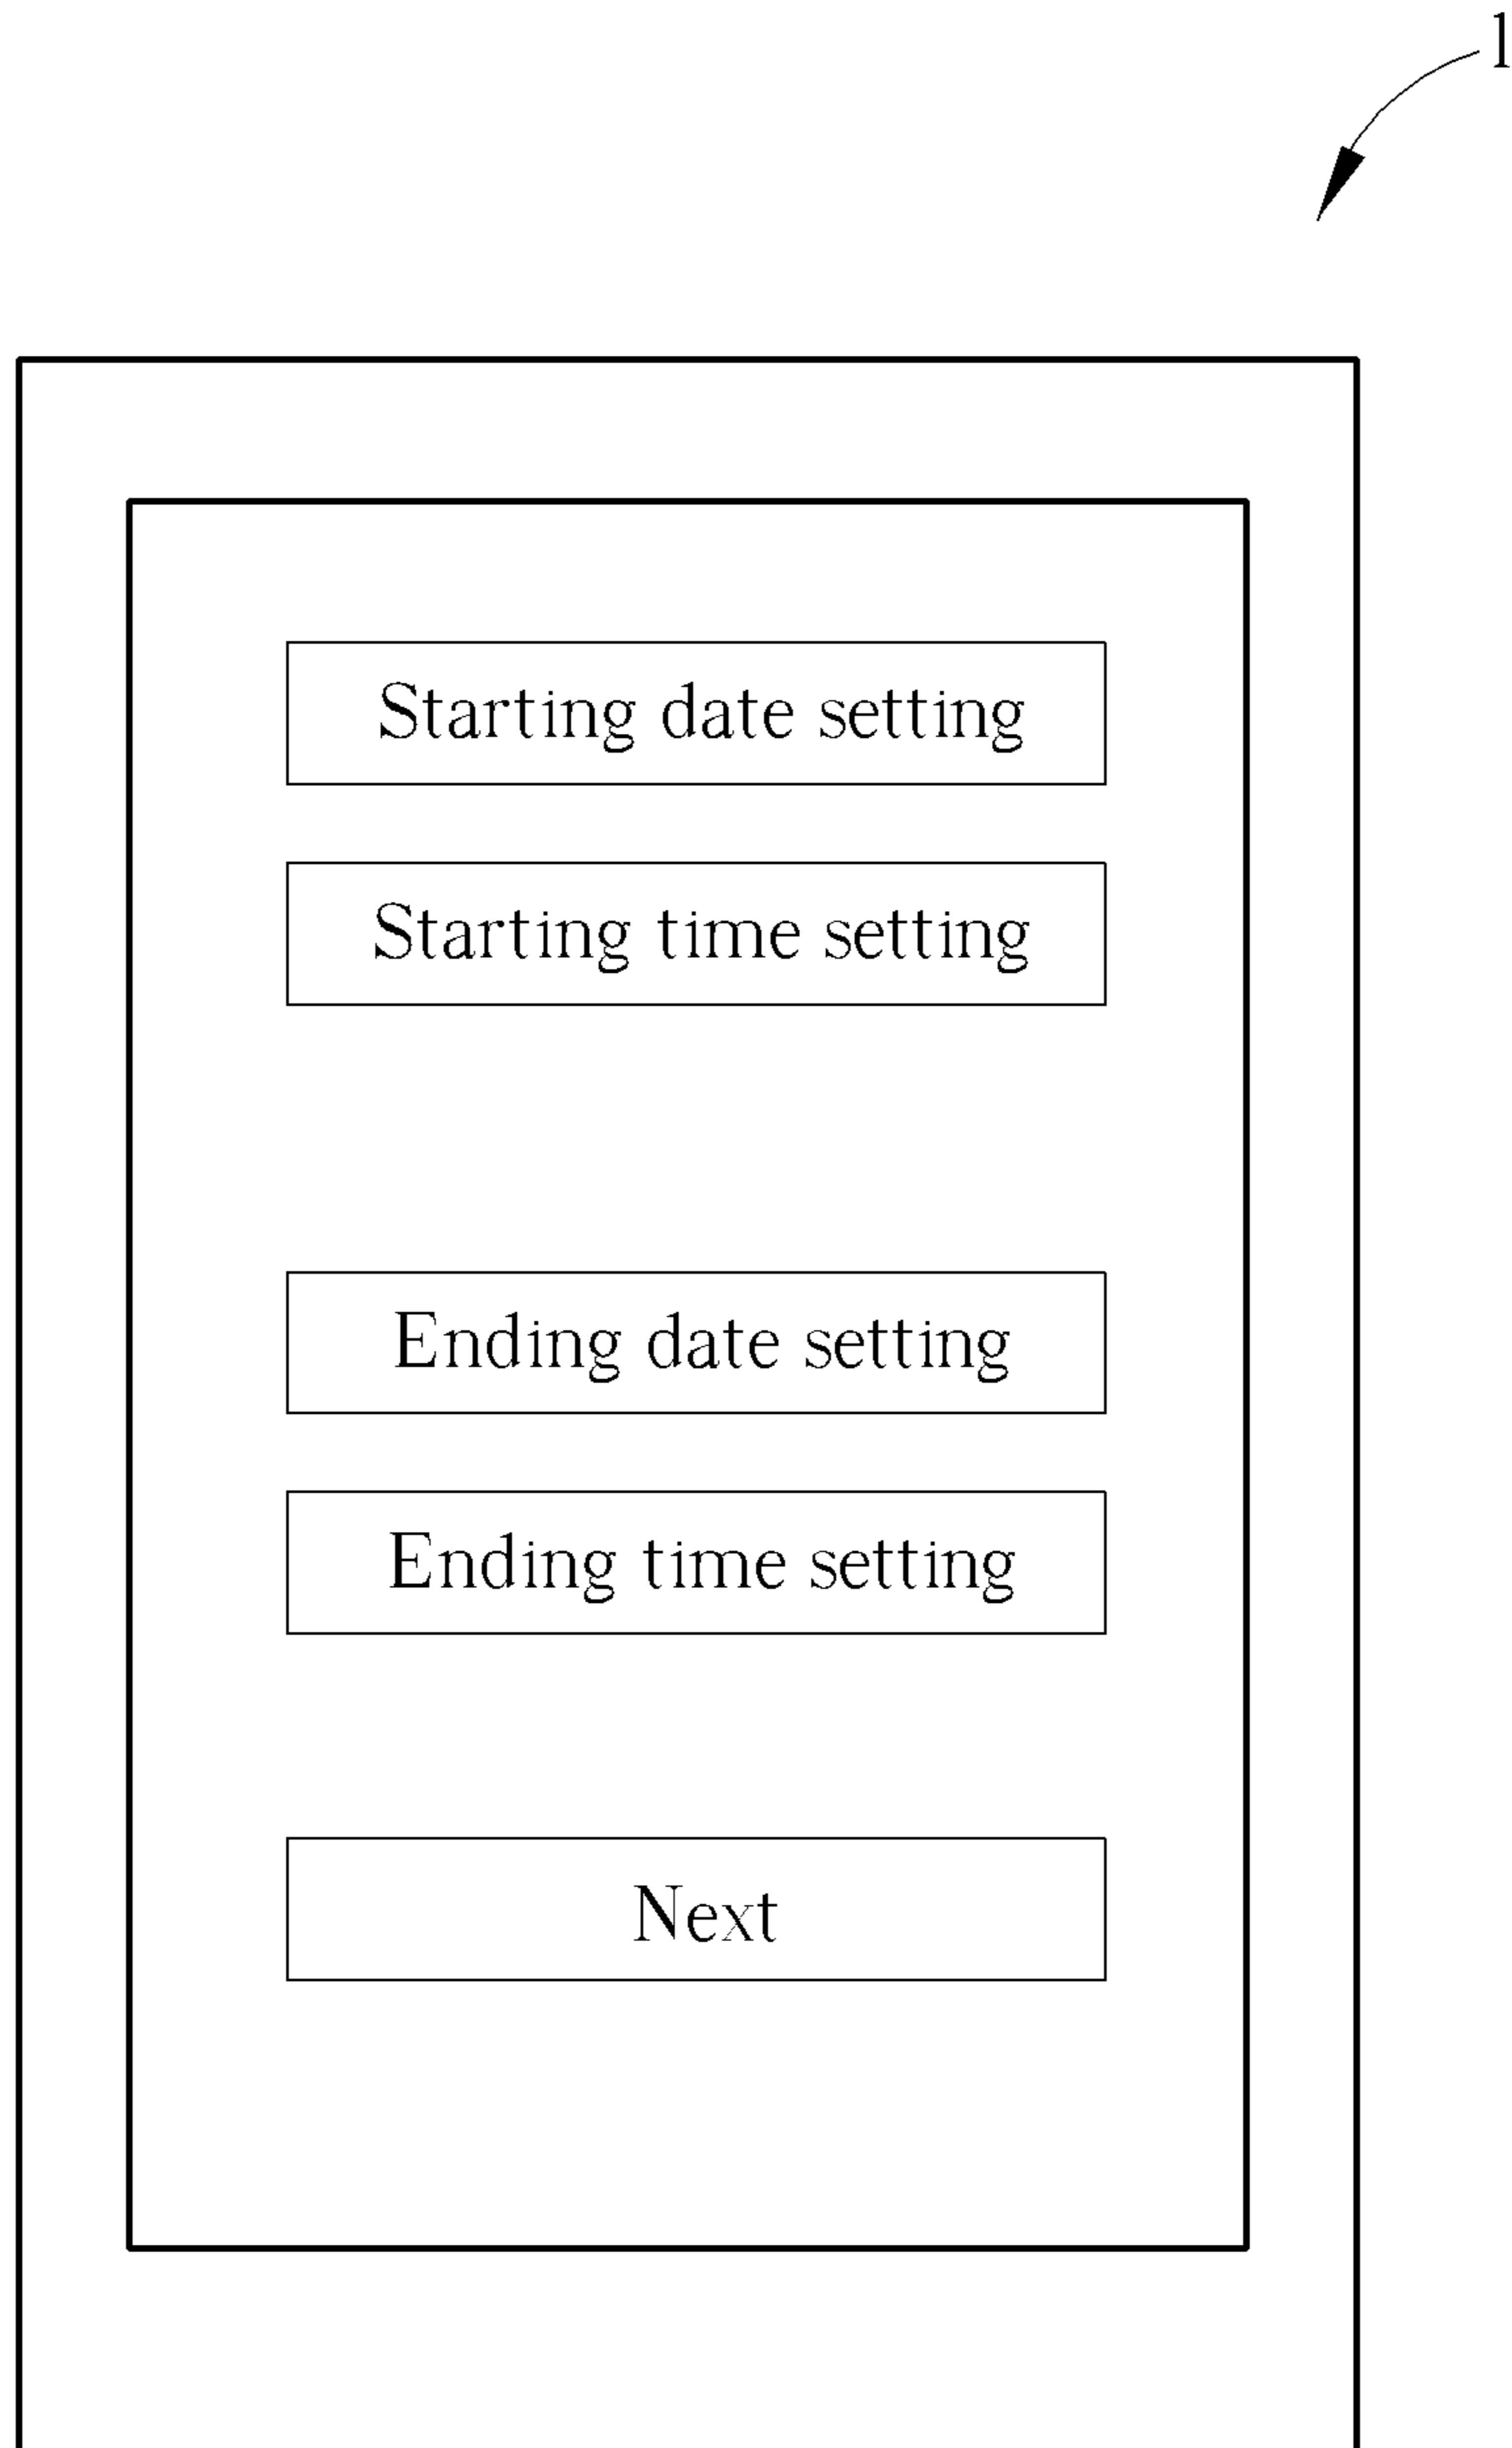 1
Starting date setting
Starting time setting
Ending date setting
Ending time setting
Next